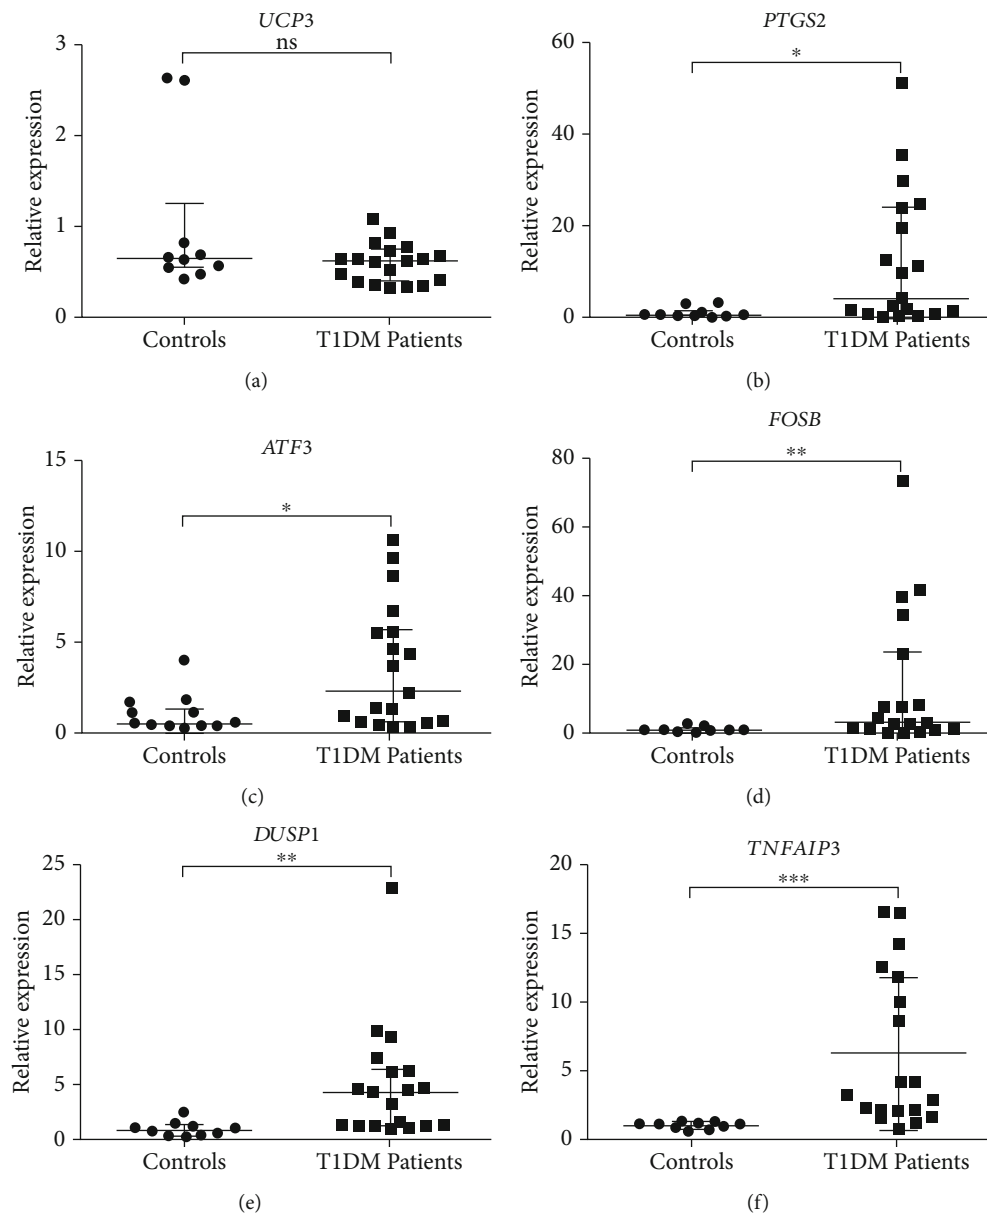 UCP3
ns
Relative expression
3
2
1
0
Controls
T1DM Patients
(a)
PTGS2
*
Relative expression
60
40
20
0
Controls
T1DM Patients
(b)
ATF3
*
Relative expression
15
10
5
0
Controls
T1DM Patients
(c)
FOSB
**
Relative expression
80
60
40
20
0
Controls
T1DM Patients
(d)
DUSP1
**
Relative expression
25
20
15
10
5
0
Controls
T1DM Patients
(e)
TNFAIP3
***
Relative expression
20
15
10
5
0
Controls
T1DM Patients
(f)